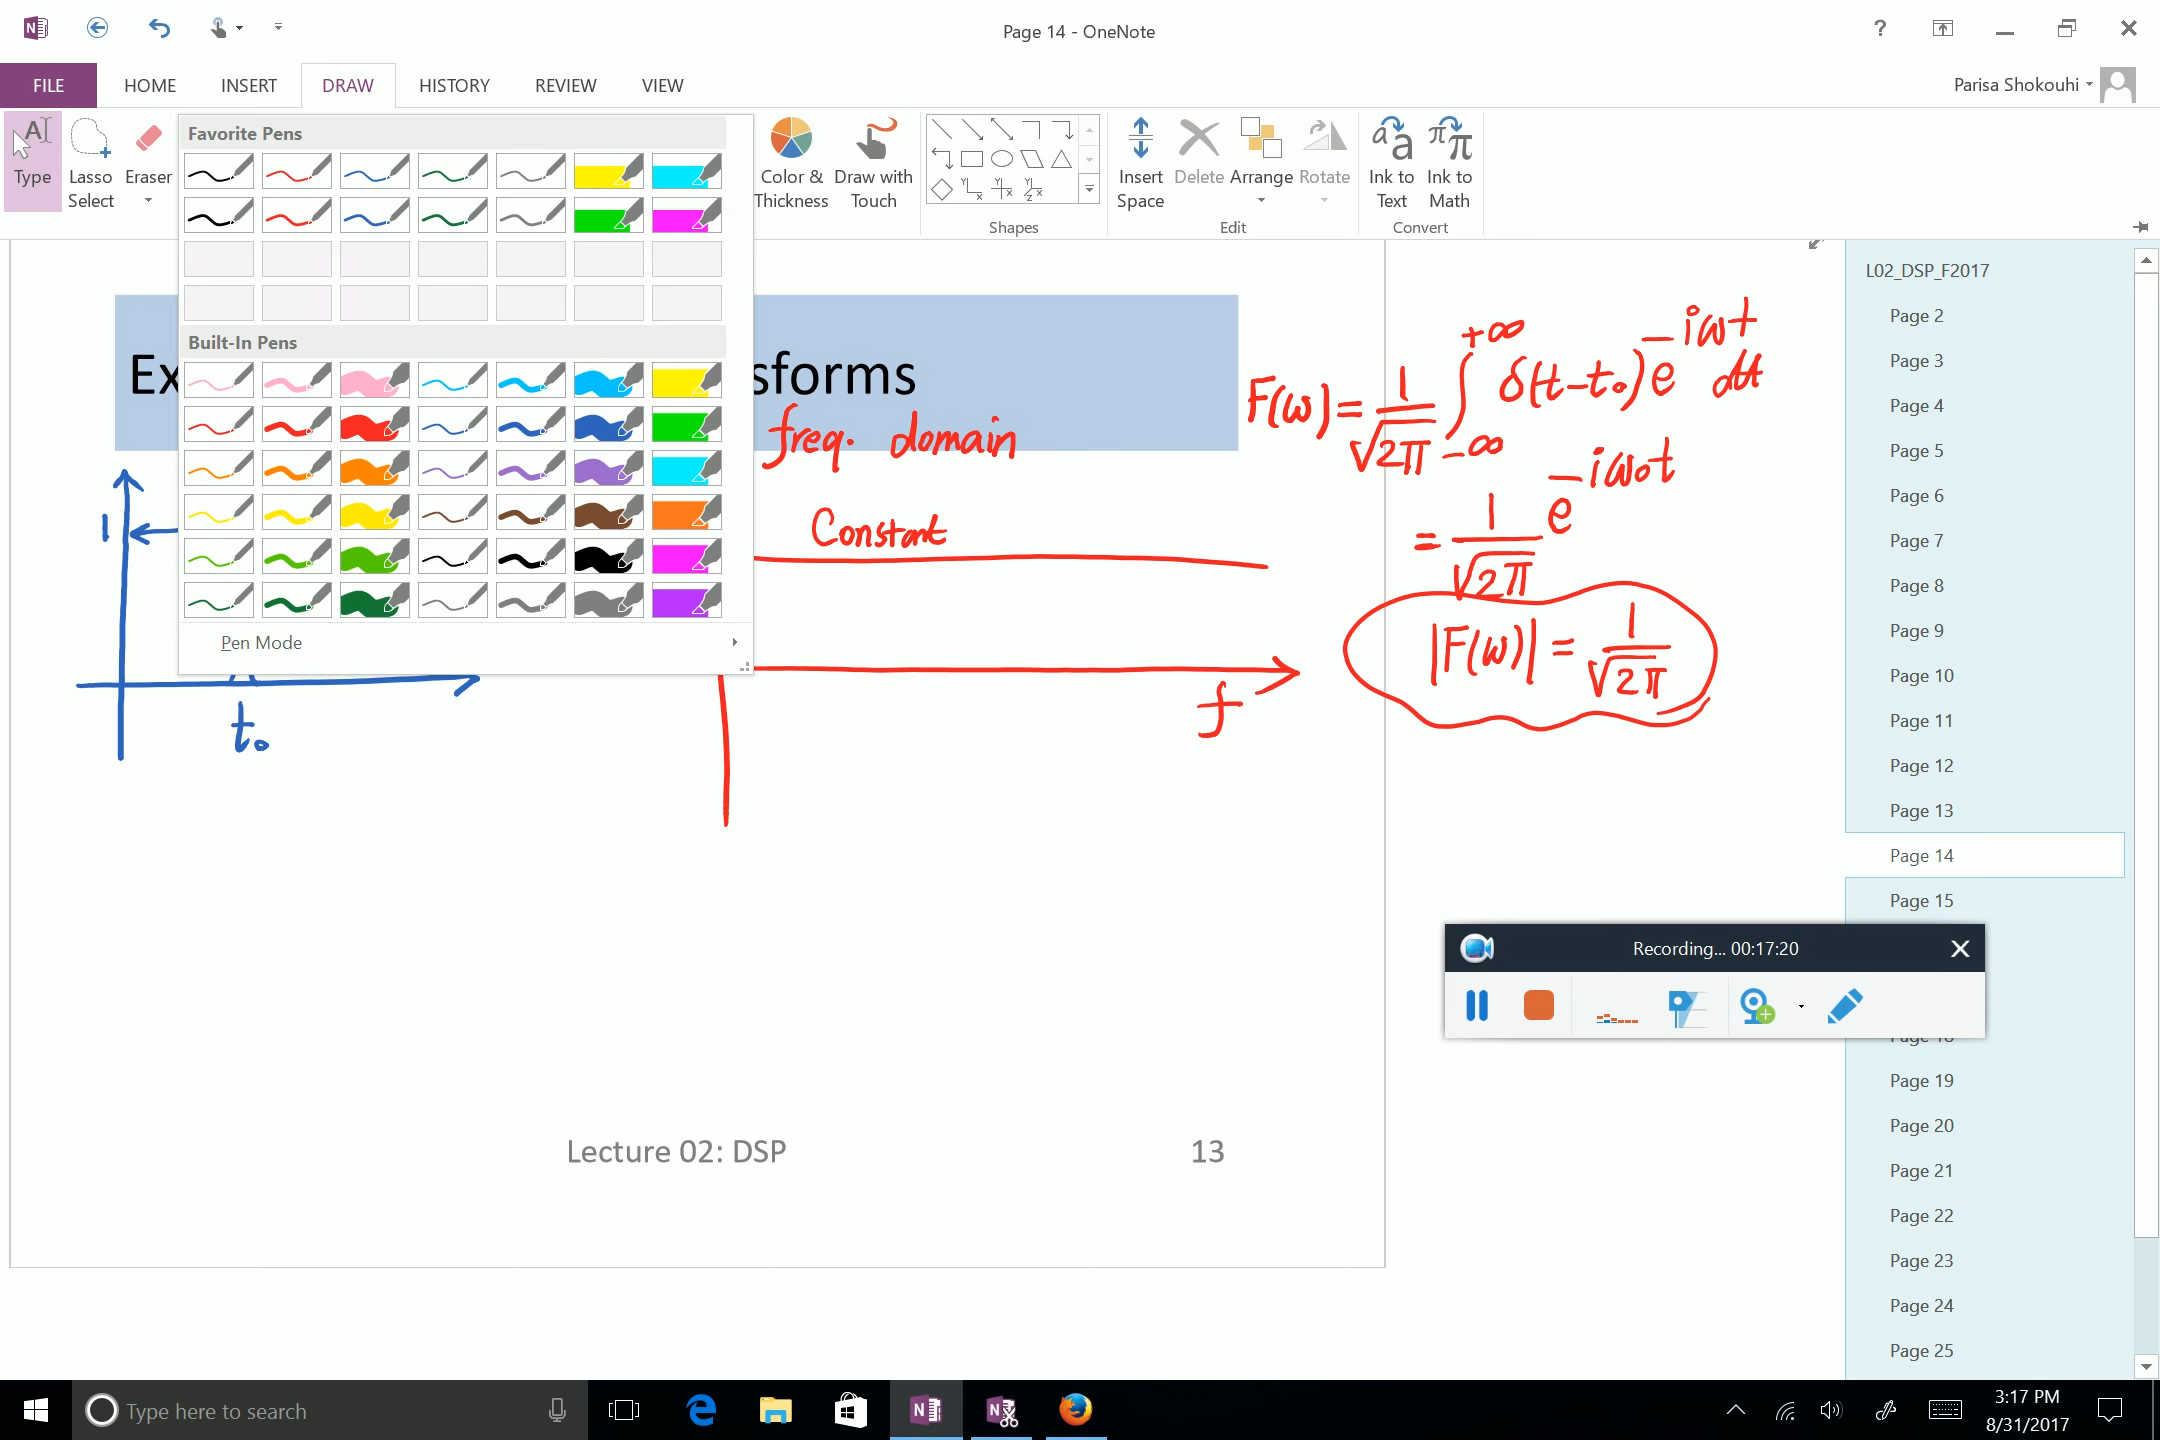 Page 14 - OneNote
?
FILE
HOME
INSERT
DRAW
HISTORY
REVIEW
VIEW
Parisa Shokouhi
Type
Lasso Select
Eraser
Favorite Pens
Built-In Pens
Pen Mode
Color & Thickness
Draw with Touch
Shapes
Insert Space
Delete
Arrange
Rotate
Edit
Ink to Text
Ink to Math
Convert
Ex
sforms
freq. domain
Constant
1
t₀
f
F(ω) = 1/√2π ∫ +∞ -∞ δ(t-t₀) e^-iωt dt
= 1/√2π e^-iω0t
|F(ω)| = 1/√2π
Lecture 02: DSP
13
L02_DSP_F2017
Page 2
Page 3
Page 4
Page 5
Page 6
Page 7
Page 8
Page 9
Page 10
Page 11
Page 12
Page 13
Page 14
Page 15
Page 19
Page 20
Page 21
Page 22
Page 23
Page 24
Page 25
Recording... 00:17:20
Type here to search
3:17 PM
8/31/2017